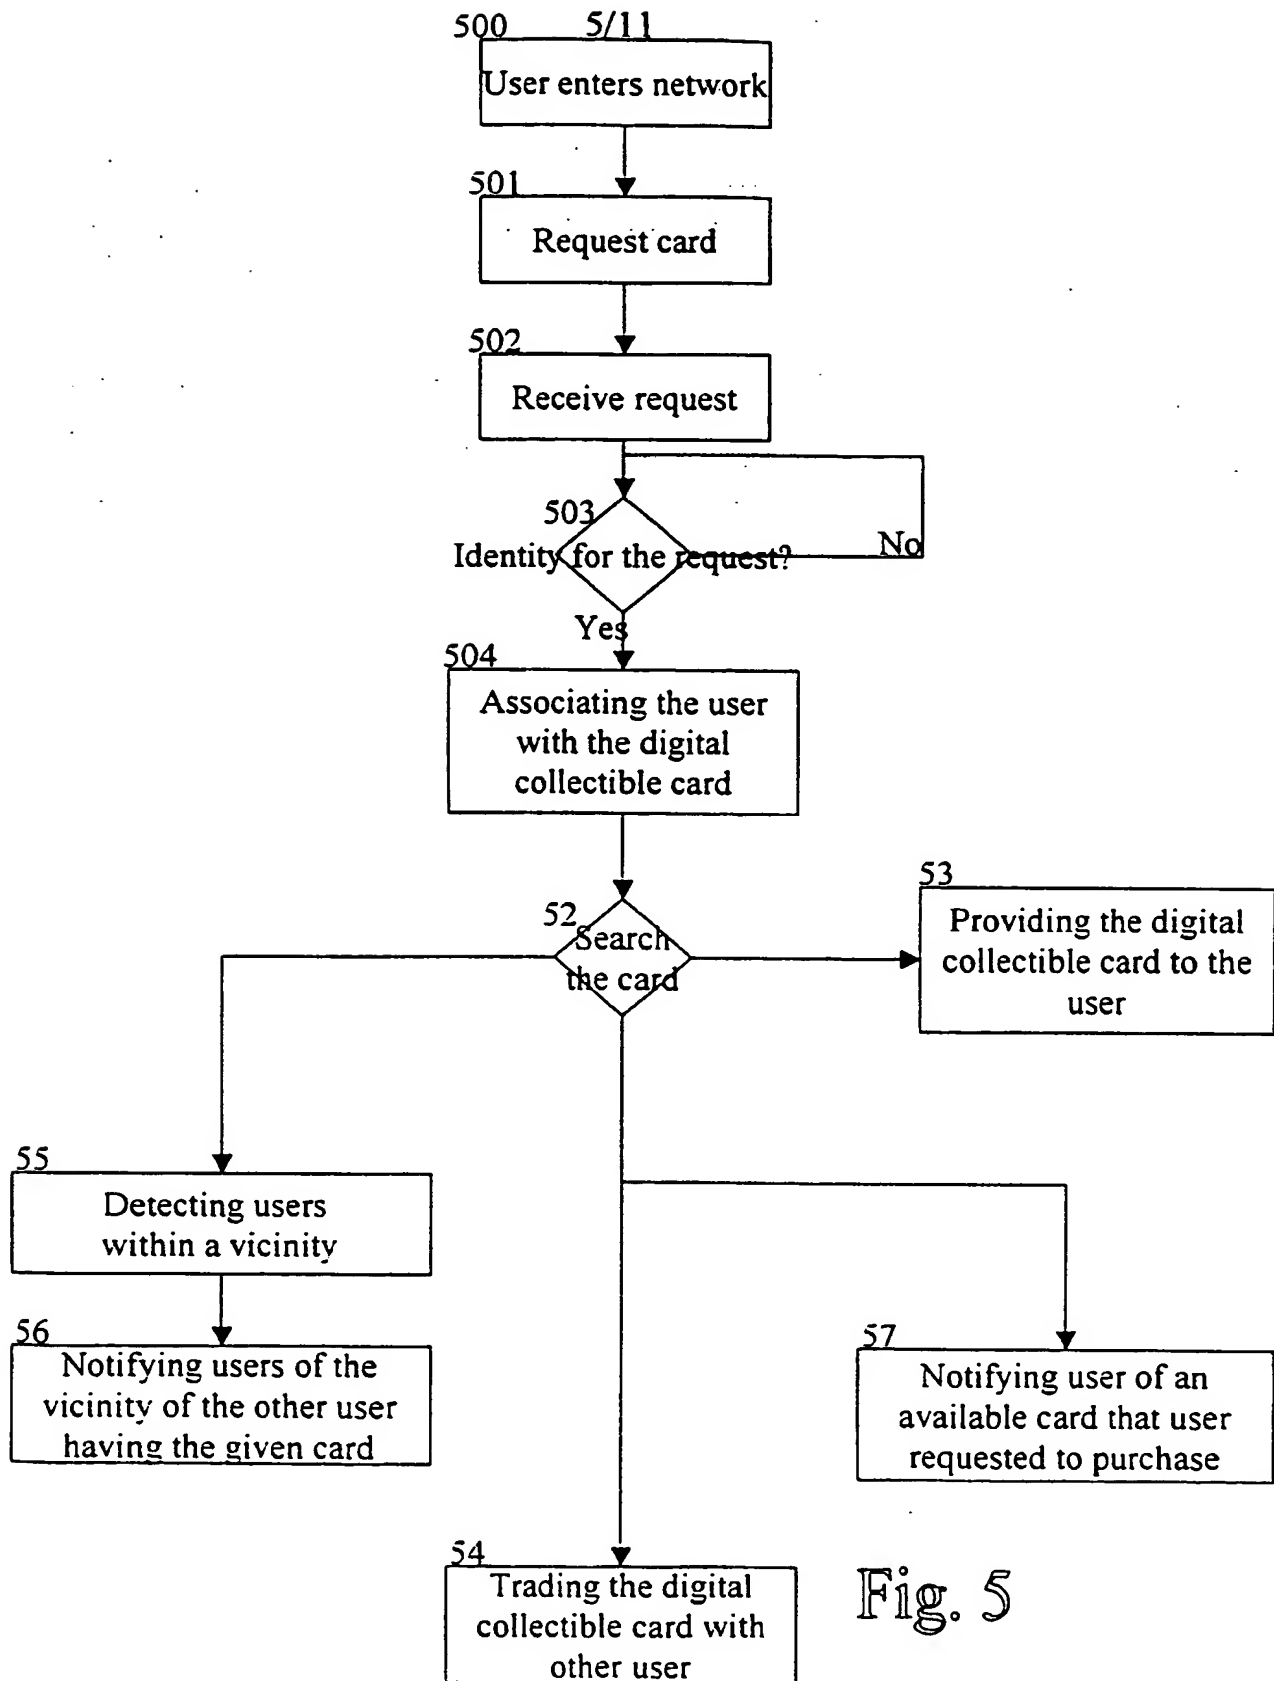 500 5/11
User enters network
501
Request card
502
Receive request
503
Identity for the request?
No
Yes
504
Associating the user
with the digital
collectible card
52
Search
the card
53
Providing the digital
collectible card to the
user
55
Detecting users
within a vicinity
56
Notifying users of the
vicinity of the other user
having the given card
57
Notifying user of an
available card that user
requested to purchase
54
Trading the digital
collectible card with
other user
Fig. 5